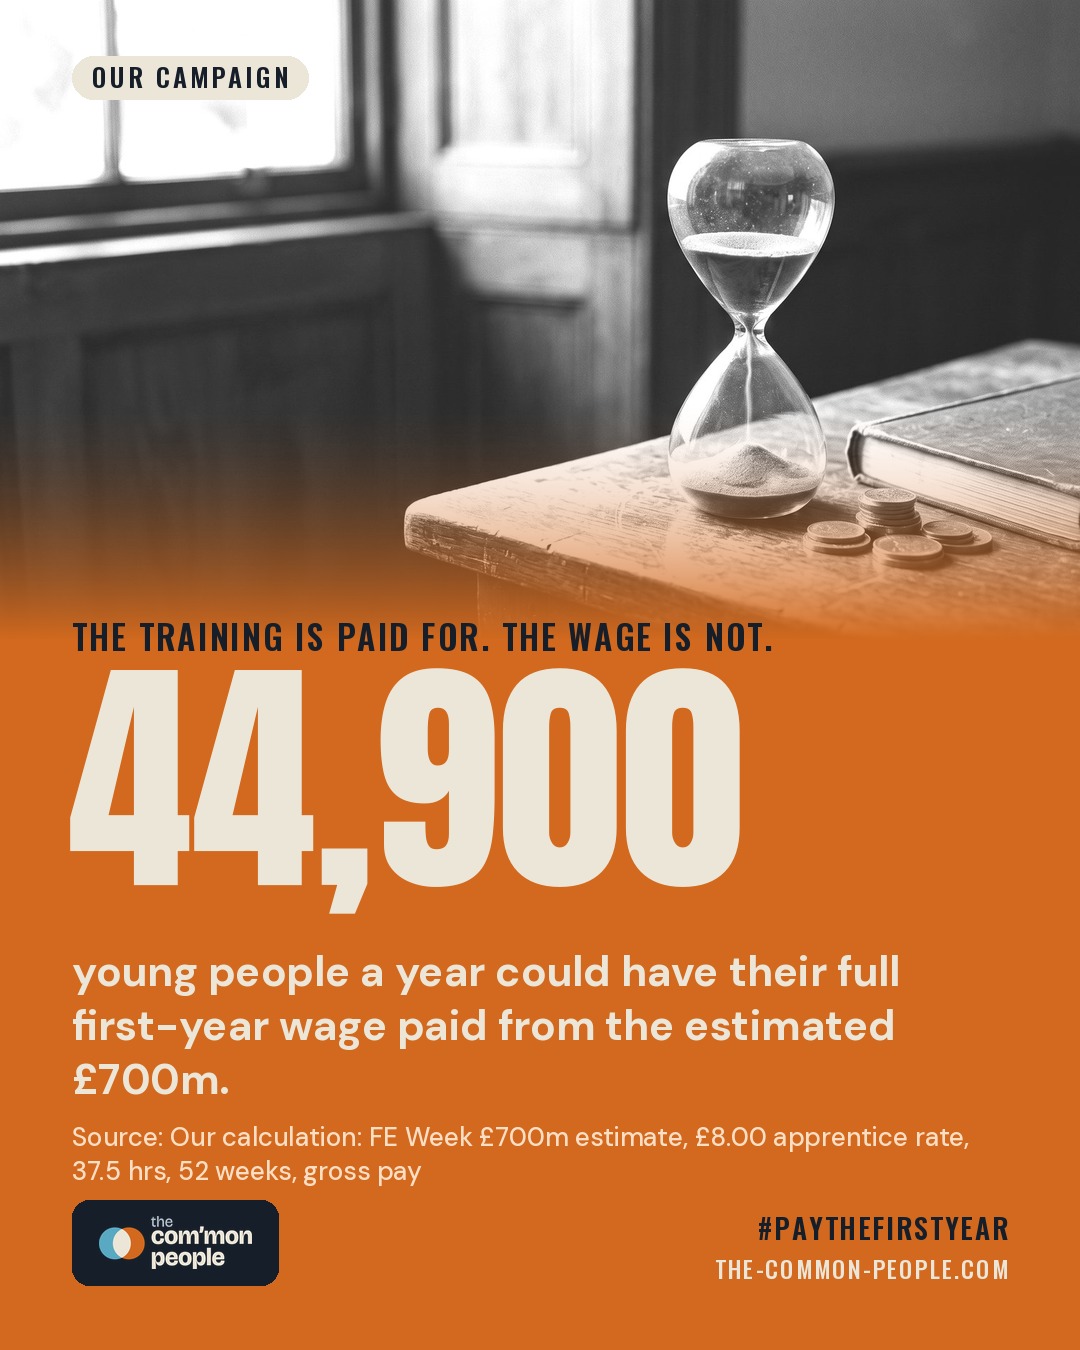 OUR CAMPAIGN
THE TRAINING IS PAID FOR. THE WAGE IS NOT.
44,900
young people a year could have their full
first-year wage paid from the estimated
£700m.
Source: Our calculation: FE Week £700m estimate, £8.00 apprentice rate,
37.5 hrs, 52 weeks, gross pay
the
com'mon
people
#PAYTHEFIRSTYEAR
THE-COMMON-PEOPLE.COM